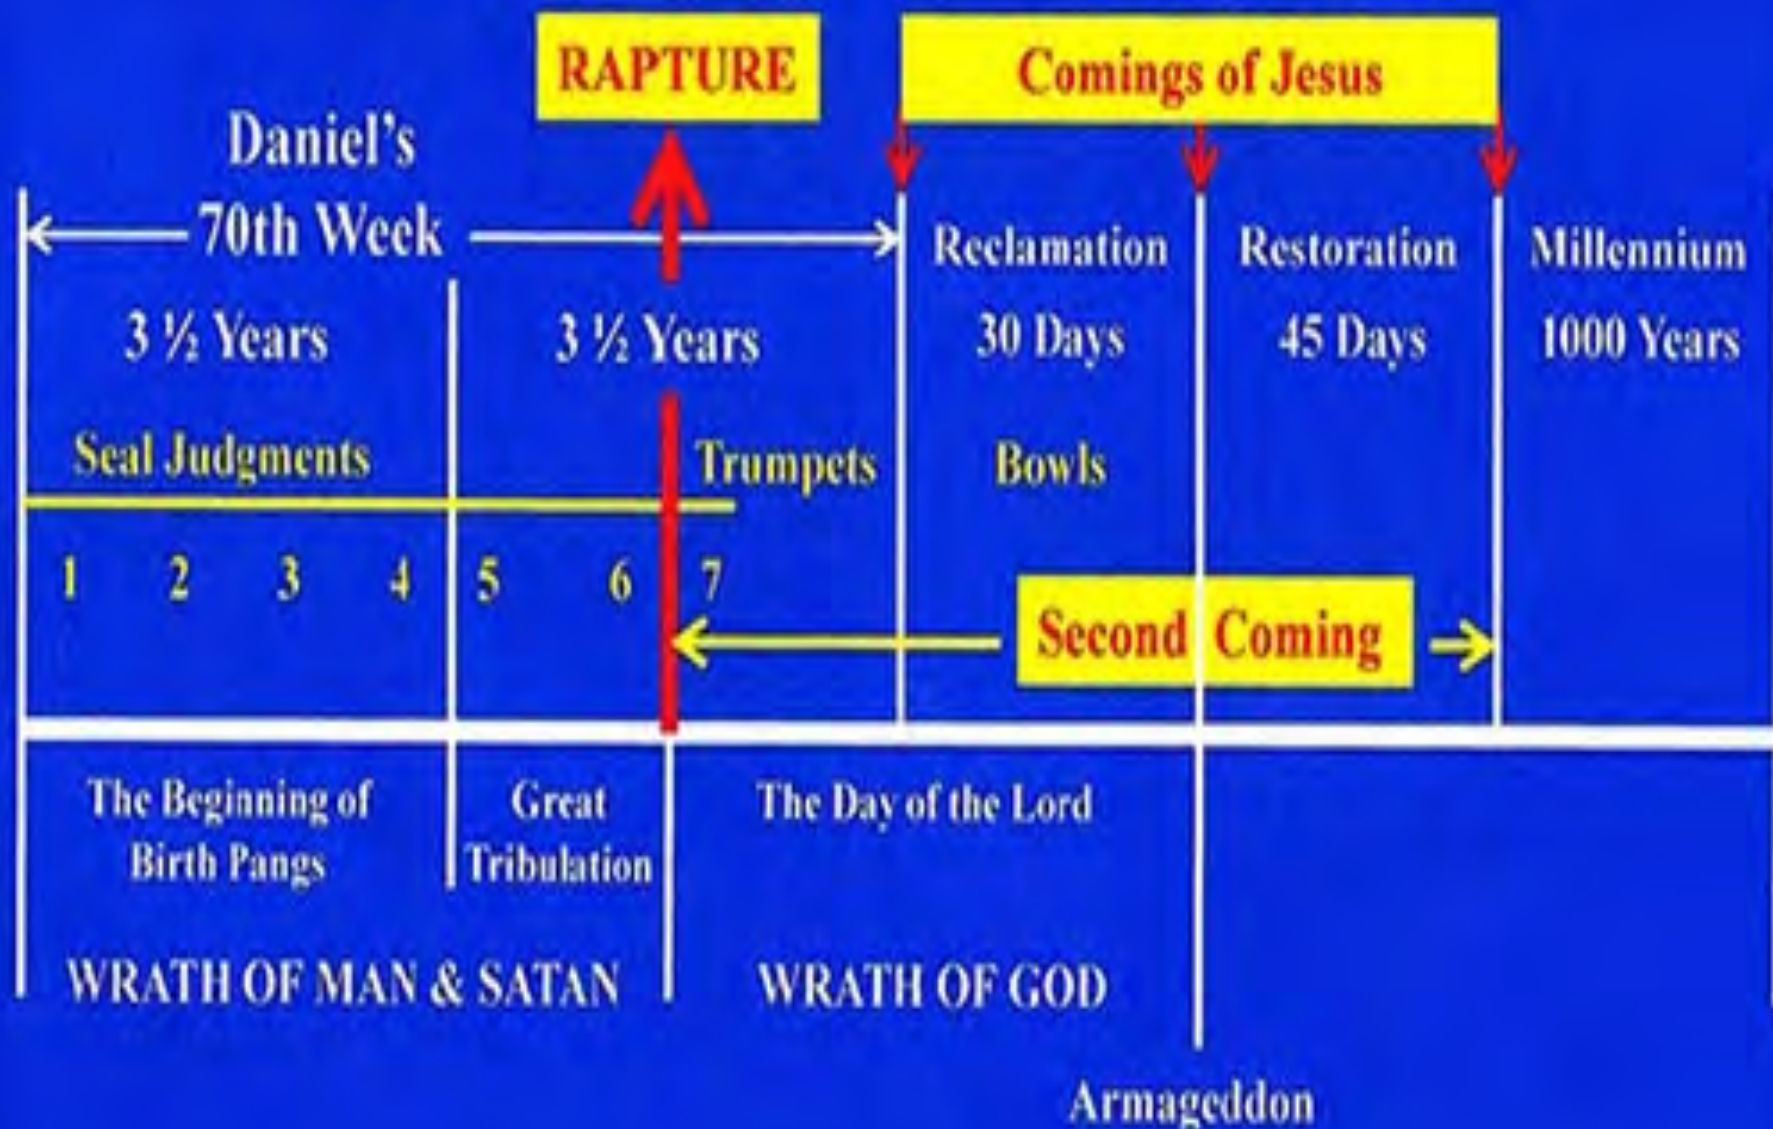 RAPTURE
Comings of Jesus
Daniel's
70th Week
Reclamation
Restoration
Millennium
3 ½ Years
3 ½ Years
30 Days
45 Days
1000 Years
Seal Judgments
Trumpets
Bowls
1 2 3 4 5 6 7
Second Coming
The Beginning of
Birth Pangs
Great
Tribulation
The Day of the Lord
WRATH OF MAN & SATAN
WRATH OF GOD
Armageddon